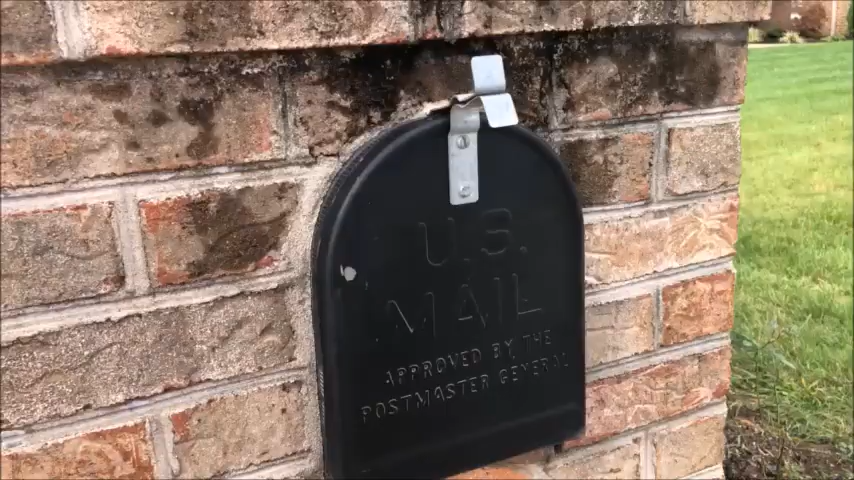 U.S.
MAIL
APPROVED BY THE
POSTMASTER GENERAL